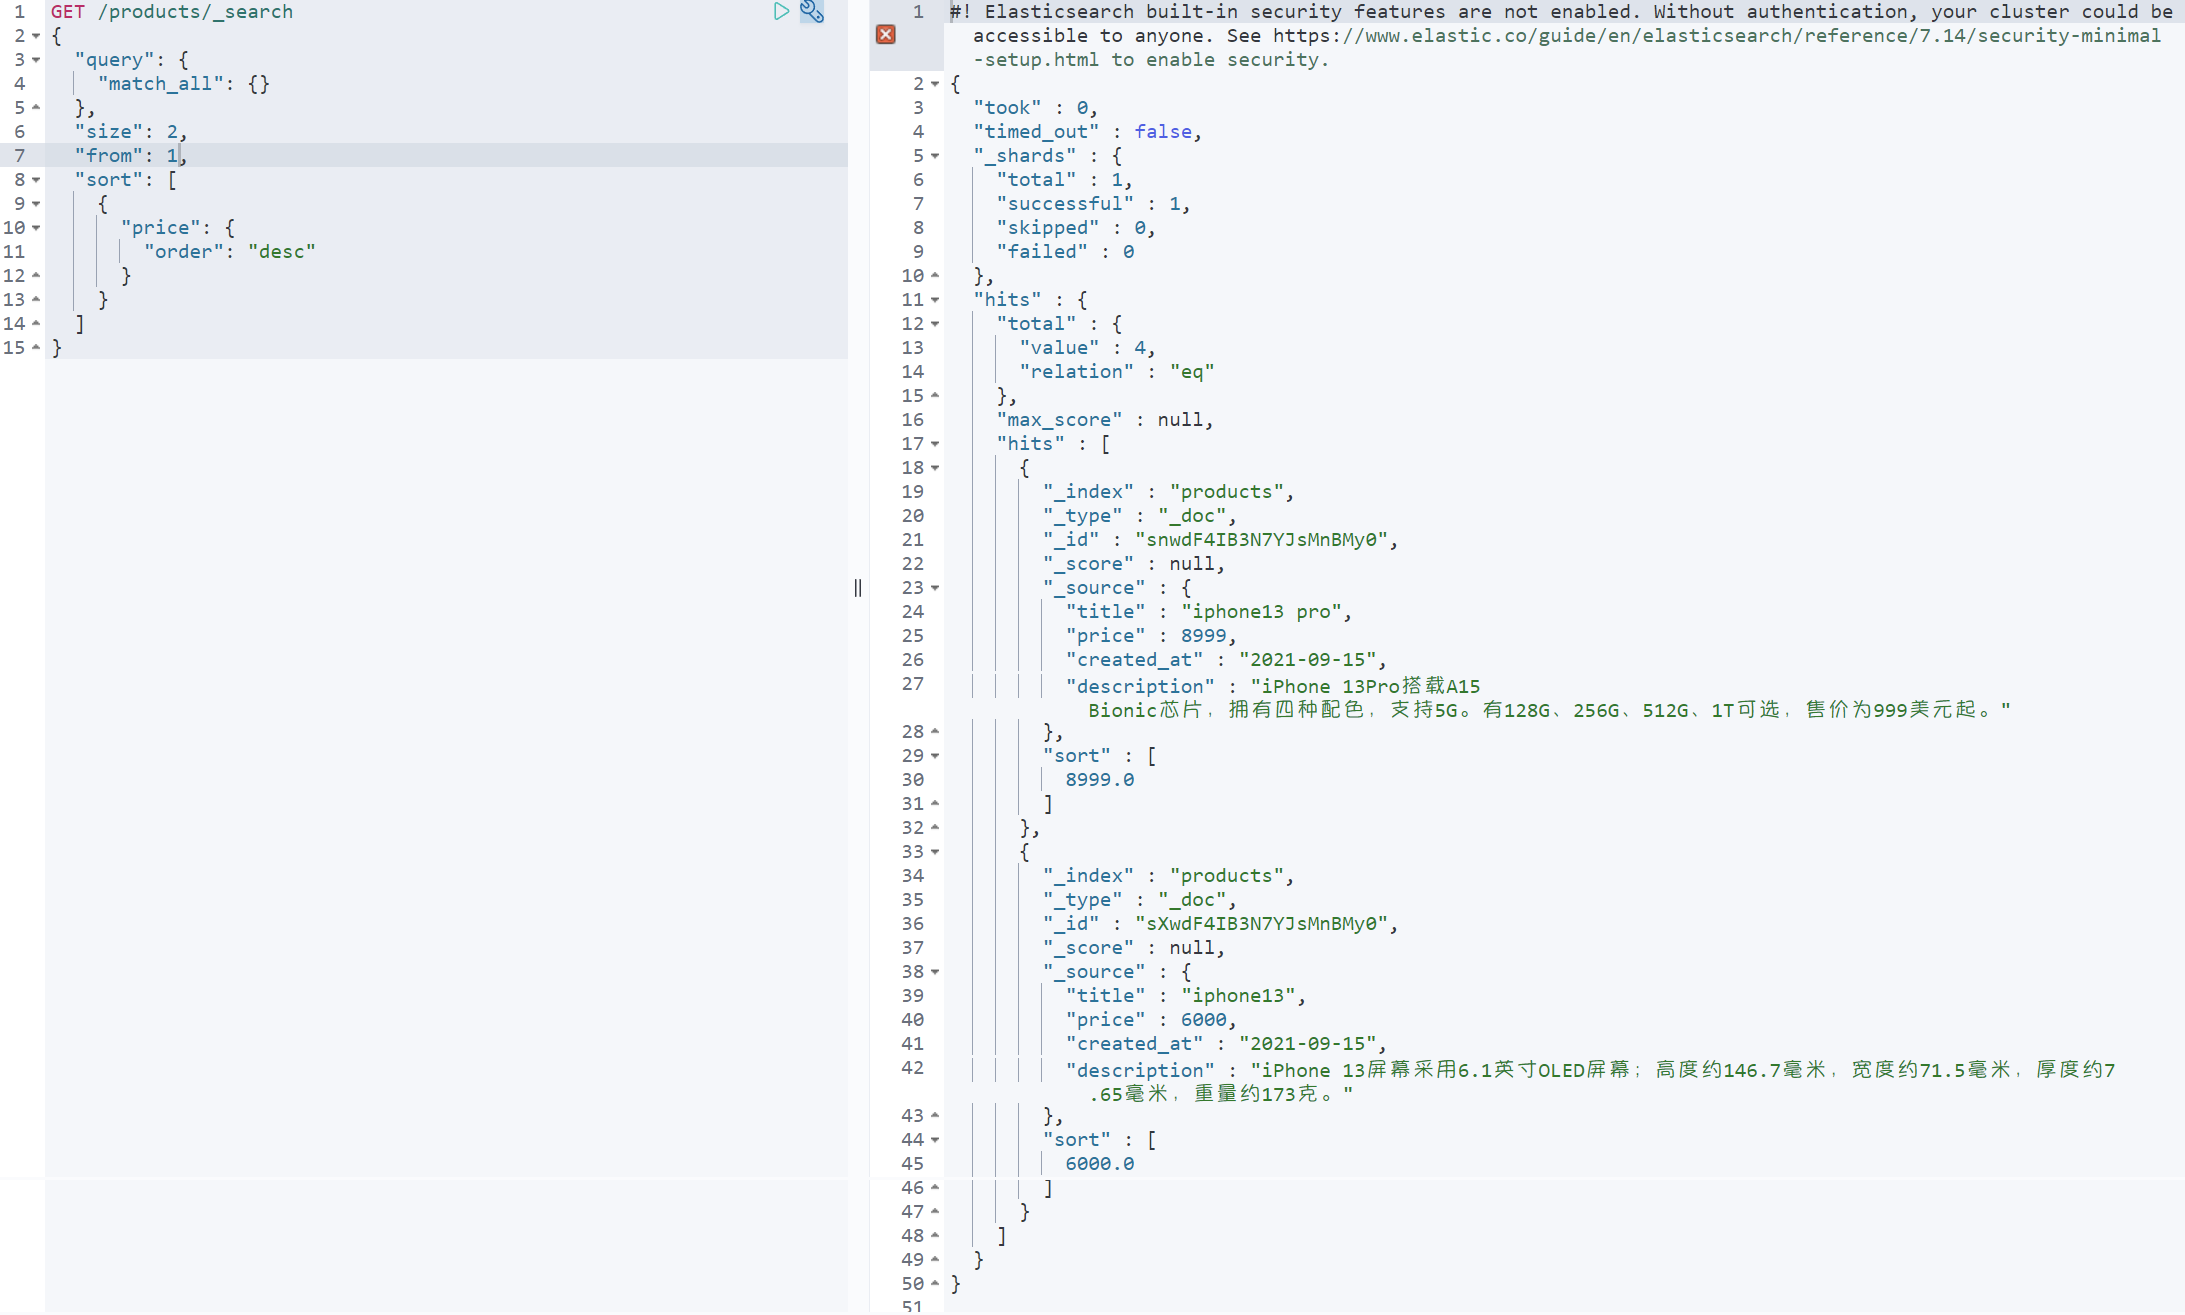 1 GET /products/_search
2 {
3 "query": {
4 "match_all": {}
5 },
6 "size": 2,
7 "from": 1,
8 "sort": [
9 {
10 "price": {
11 "order": "desc"
12 }
13 }
14 ]
15 }
1 #! Elasticsearch built-in security features are not enabled. Without authentication, your cluster could be
accessible to anyone. See https://www.elastic.co/guide/en/elasticsearch/reference/7.14/security-minimal
-setup.html to enable security.
2 {
3 "took" : 0,
4 "timed_out" : false,
5 "_shards" : {
6 "total" : 1,
7 "successful" : 1,
8 "skipped" : 0,
9 "failed" : 0
10 },
11 "hits" : {
12 "total" : {
13 "value" : 4,
14 "relation" : "eq"
15 },
16 "max_score" : null,
17 "hits" : [
18 {
19 "_index" : "products",
20 "_type" : "_doc",
21 "_id" : "snwdF4IB3N7YJsMnBMy0",
22 "_score" : null,
23 "_source" : {
24 "title" : "iphone13 pro",
25 "price" : 8999,
26 "created_at" : "2021-09-15",
27 "description" : "iPhone 13Pro搭载A15
Bionic芯片，拥有四种配色，支持5G。有128G、256G、512G、1T可选，售价为999美元起。"
28 },
29 "sort" : [
30 8999.0
31 ]
32 },
33 {
34 "_index" : "products",
35 "_type" : "_doc",
36 "_id" : "sXwdF4IB3N7YJsMnBMy0",
37 "_score" : null,
38 "_source" : {
39 "title" : "iphone13",
40 "price" : 6000,
41 "created_at" : "2021-09-15",
42 "description" : "iPhone 13屏幕采用6.1英寸OLED屏幕；高度约146.7毫米，宽度约71.5毫米，厚度约7
.65毫米，重量约173克。"
43 },
44 "sort" : [
45 6000.0
46 ]
47 }
48 ]
49 }
50 }
51